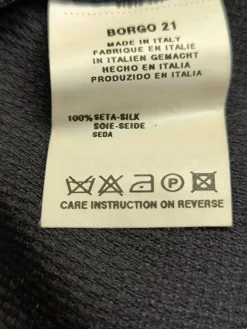 BORGO 21
MADE IN ITALY
FABRIQUE EN ITALIE
IN ITALIEN GEMACHT
HECHO EN ITALIA
PRODUZIDO EN ITALIA
100%SETA-SILK
SOIE-SEIDE
SEDA
P
CARE INSTRUCTION ON REVERSE